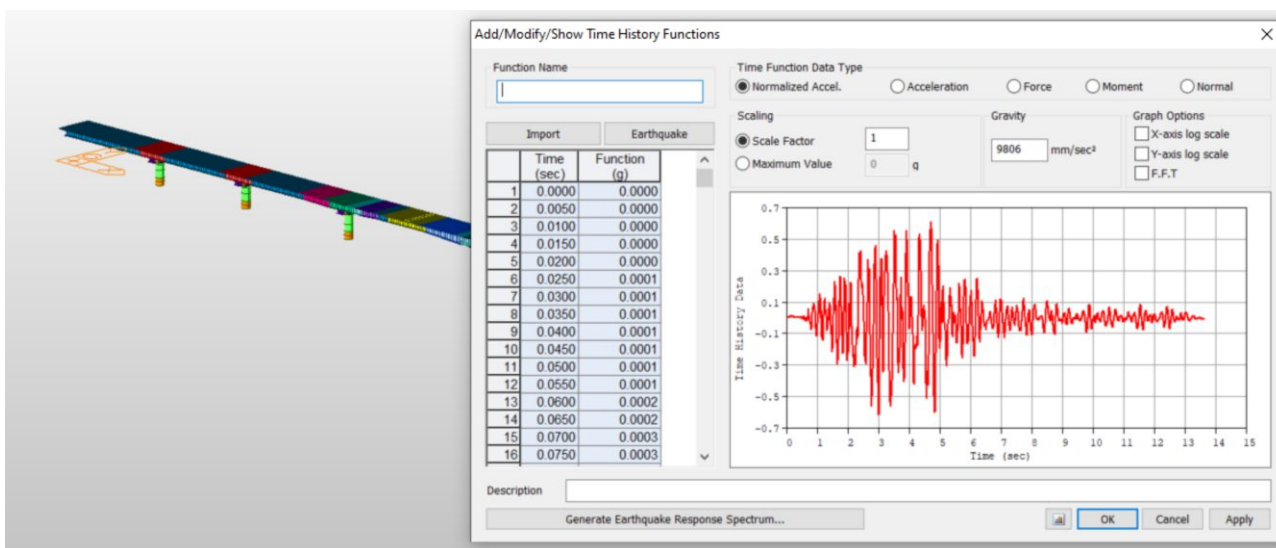 Add/Modify/Show Time History Functions
Function Name
Time Function Data Type
Normalized Accel. Acceleration Force Moment Normal
Import Earthquake
Scaling
Scale Factor 1
Maximum Value 0 g
Gravity
9806 mm/sec²
Graph Options
X-axis log scale
Y-axis log scale
F.F.T
Time (sec) Function (g)
1 0.0000 0.0000
2 0.0050 0.0000
3 0.0100 0.0000
4 0.0150 0.0000
5 0.0200 0.0000
6 0.0250 0.0001
7 0.0300 0.0001
8 0.0350 0.0001
9 0.0400 0.0001
10 0.0450 0.0001
11 0.0500 0.0001
12 0.0550 0.0001
13 0.0600 0.0002
14 0.0650 0.0002
15 0.0700 0.0003
16 0.0750 0.0003
Time History Data
0.7
0.5
0.3
0.1
-0.1
-0.3
-0.5
-0.7
0 1 2 3 4 5 6 7 8 9 10 11 12 13 14 15
Time (sec)
Description
Generate Earthquake Response Spectrum...
OK Cancel Apply